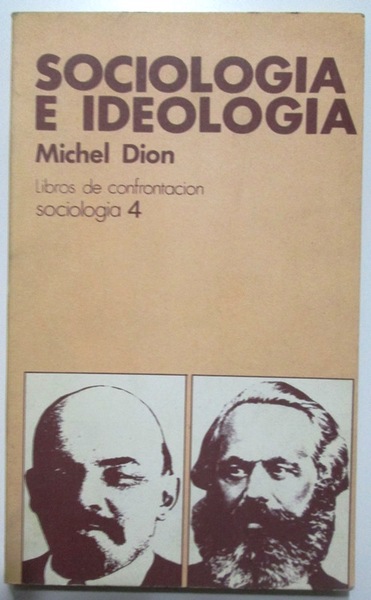 SOCIOLOGIA
E IDEOLOGIA
Michel Dion
Libros de confrontacion
sociologia 4